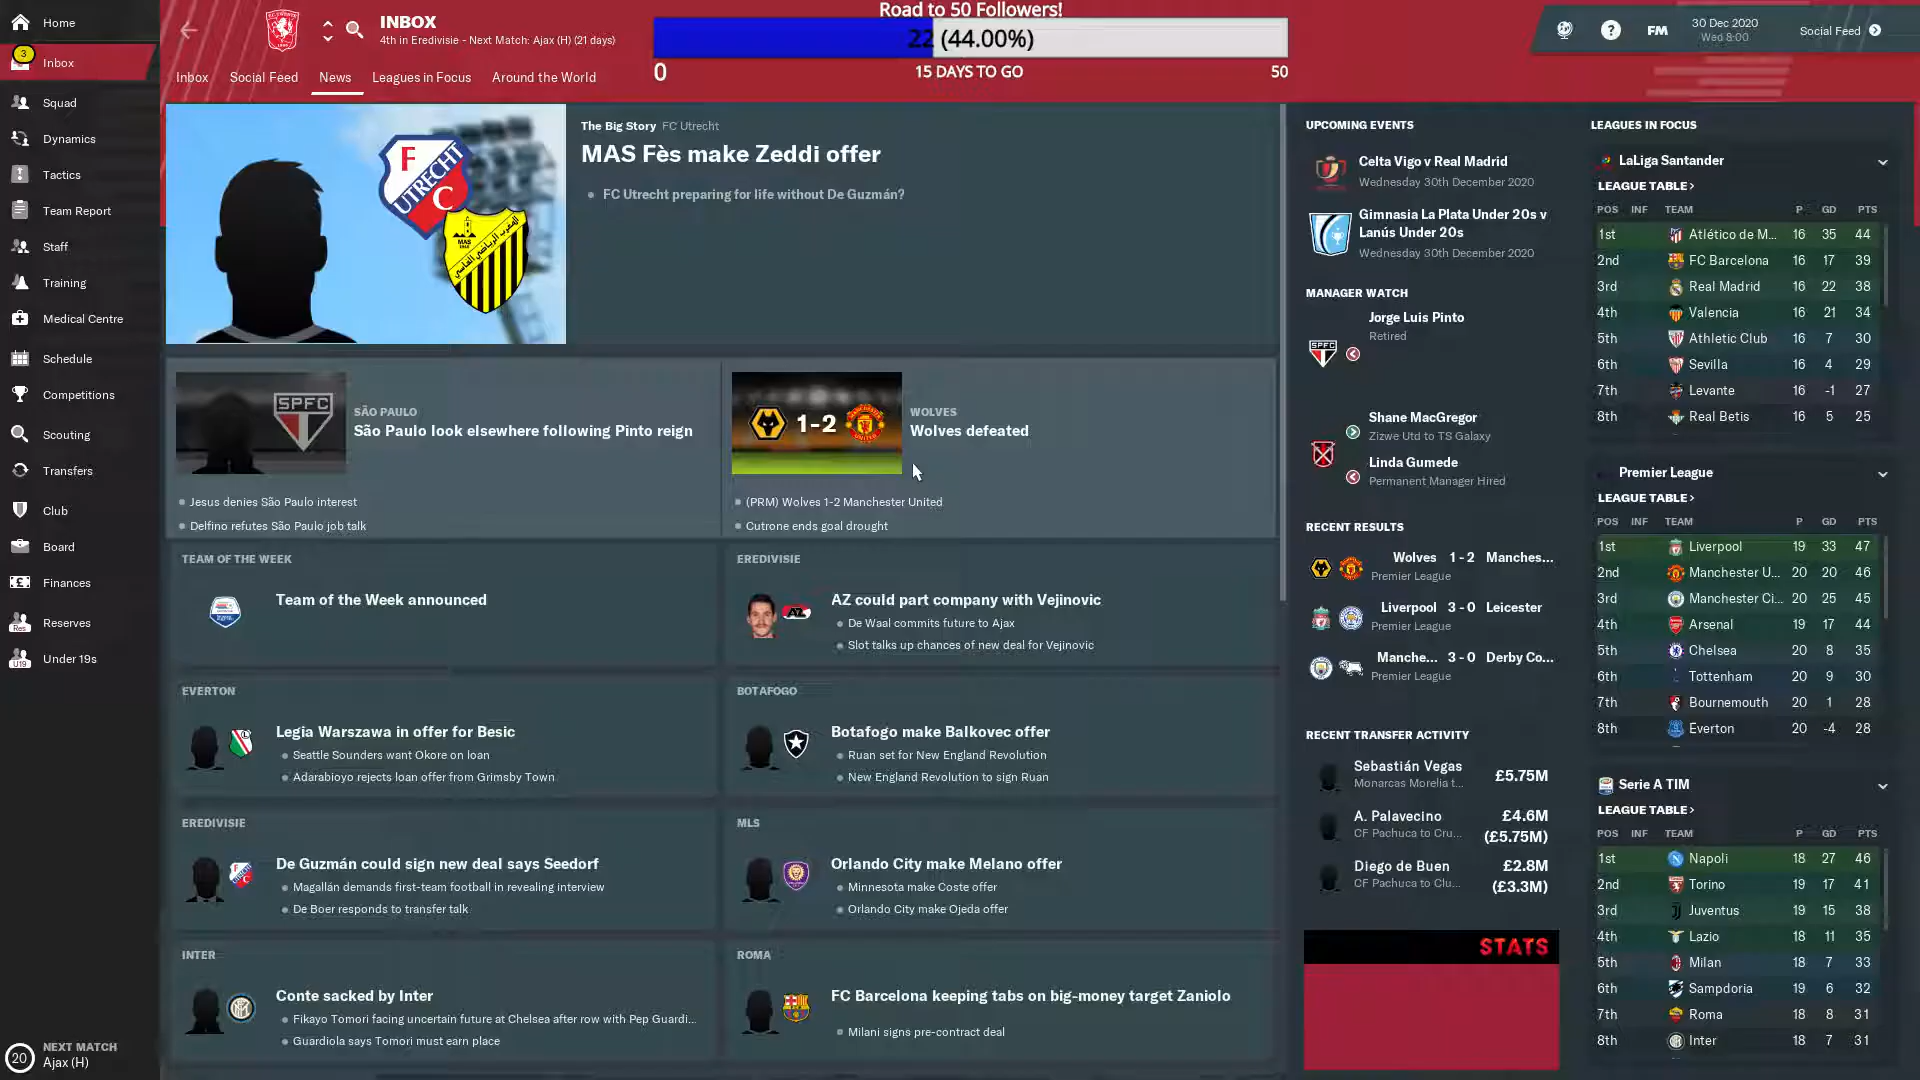 Home
3
Inbox
Squad
Dynamics
Tactics
Team Report
Staff
Training
Medical Centre
Schedule
Competitions
Scouting
Transfers
Club
Board
Finances
Res
Reserves
U19
Under 19s
20
NEXT MATCH
Ajax (H)
INBOX
4th in Eredivisie - Next Match: Ajax (H) (21 days)
Inbox
Social Feed
News
Leagues in Focus
Around the World
Road to 50 Followers!
22 (44.00%)
0
15 DAYS TO GO
50
FM
30 Dec 2020
Wed 8:00
Social Feed
F
UTRECHT
C
MAS
The Big Story FC Utrecht
MAS Fès make Zeddi offer
FC Utrecht preparing for life without De Guzmán?
SPFC
SÃO PAULO
São Paulo look elsewhere following Pinto reign
Jesus denies São Paulo interest
Delfino refutes São Paulo job talk
1-2
WOLVES
Wolves defeated
(PRM) Wolves 1-2 Manchester United
Cutrone ends goal drought
TEAM OF THE WEEK
Team of the Week announced
EREDIVISIE
AZ
AZ could part company with Vejinovic
De Waal commits future to Ajax
Slot talks up chances of new deal for Vejinovic
EVERTON
Legia Warszawa in offer for Besic
Seattle Sounders want Okore on loan
Adarabioyo rejects loan offer from Grimsby Town
BOTAFOGO
Botafogo make Balkovec offer
Ruan set for New England Revolution
New England Revolution to sign Ruan
EREDIVISIE
De Guzmán could sign new deal says Seedorf
Magallán demands first-team football in revealing interview
De Boer responds to transfer talk
MLS
Orlando City make Melano offer
Minnesota make Coste offer
Orlando City make Ojeda offer
INTER
Conte sacked by Inter
Fikayo Tomori facing uncertain future at Chelsea after row with Pep Guardi...
Guardiola says Tomori must earn place
ROMA
FC Barcelona keeping tabs on big-money target Zaniolo
Milani signs pre-contract deal
UPCOMING EVENTS
Celta Vigo v Real Madrid
Wednesday 30th December 2020
Gimnasia La Plata Under 20s v
Lanús Under 20s
Wednesday 30th December 2020
MANAGER WATCH
Jorge Luis Pinto
Retired
SPFC
Shane MacGregor
Zizwe Utd to TS Galaxy
Linda Gumede
Permanent Manager Hired
RECENT RESULTS
Wolves 1 - 2 Manches...
Premier League
Liverpool 3 - 0 Leicester
Premier League
Manche... 3 - 0 Derby Co...
Premier League
RECENT TRANSFER ACTIVITY
Sebastián Vegas £5.75M
Monarcas Morelia t...
A. Palavecino £4.6M
CF Pachuca to Cru... (£5.75M)
Diego de Buen £2.8M
CF Pachuca to Clu... (£3.3M)
STATS
LEAGUES IN FOCUS
LaLiga Santander
LEAGUE TABLE
POS INF TEAM P GD PTS
1st Atlético de M... 16 35 44
2nd FC Barcelona 16 17 39
3rd Real Madrid 16 22 38
4th Valencia 16 21 34
5th Athletic Club 16 7 30
6th Sevilla 16 4 29
7th Levante 16 -1 27
8th Real Betis 16 5 25
Premier League
LEAGUE TABLE
POS INF TEAM P GD PTS
1st Liverpool 19 33 47
2nd Manchester U... 20 20 46
3rd Manchester Ci... 20 25 45
4th Arsenal 19 17 44
5th Chelsea 20 8 35
6th Tottenham 20 9 30
7th Bournemouth 20 1 28
8th Everton 20 -4 28
Serie A TIM
LEAGUE TABLE
POS INF TEAM P GD PTS
1st Napoli 18 27 46
2nd Torino 19 17 41
3rd Juventus 19 15 38
4th Lazio 18 11 35
5th Milan 18 7 33
6th Sampdoria 19 6 32
7th Roma 18 8 31
8th Inter 18 7 31